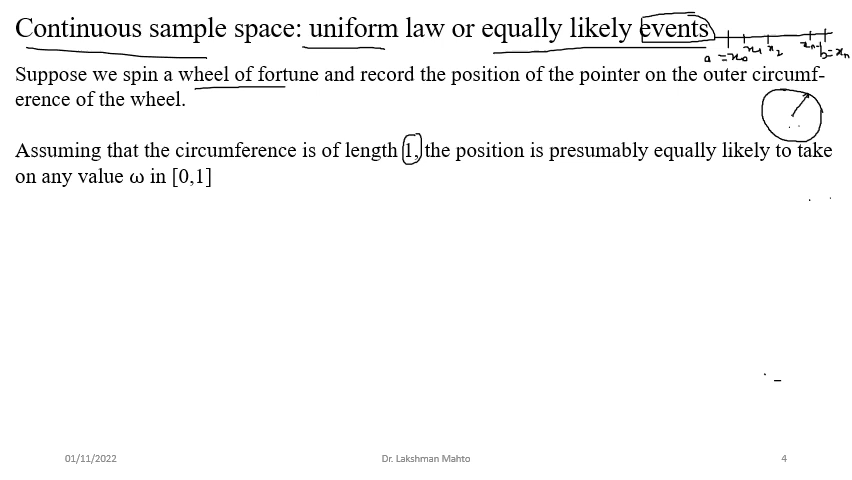 Continuous sample space: uniform law or equally likely events
a = x₀ x₁ x₂ b = xₙ
Suppose we spin a wheel of fortune and record the position of the pointer on the outer circumf-
erence of the wheel.
Assuming that the circumference is of length 1, the position is presumably equally likely to take
on any value ω in [0,1]
01/11/2022 Dr. Lakshman Mahto 4